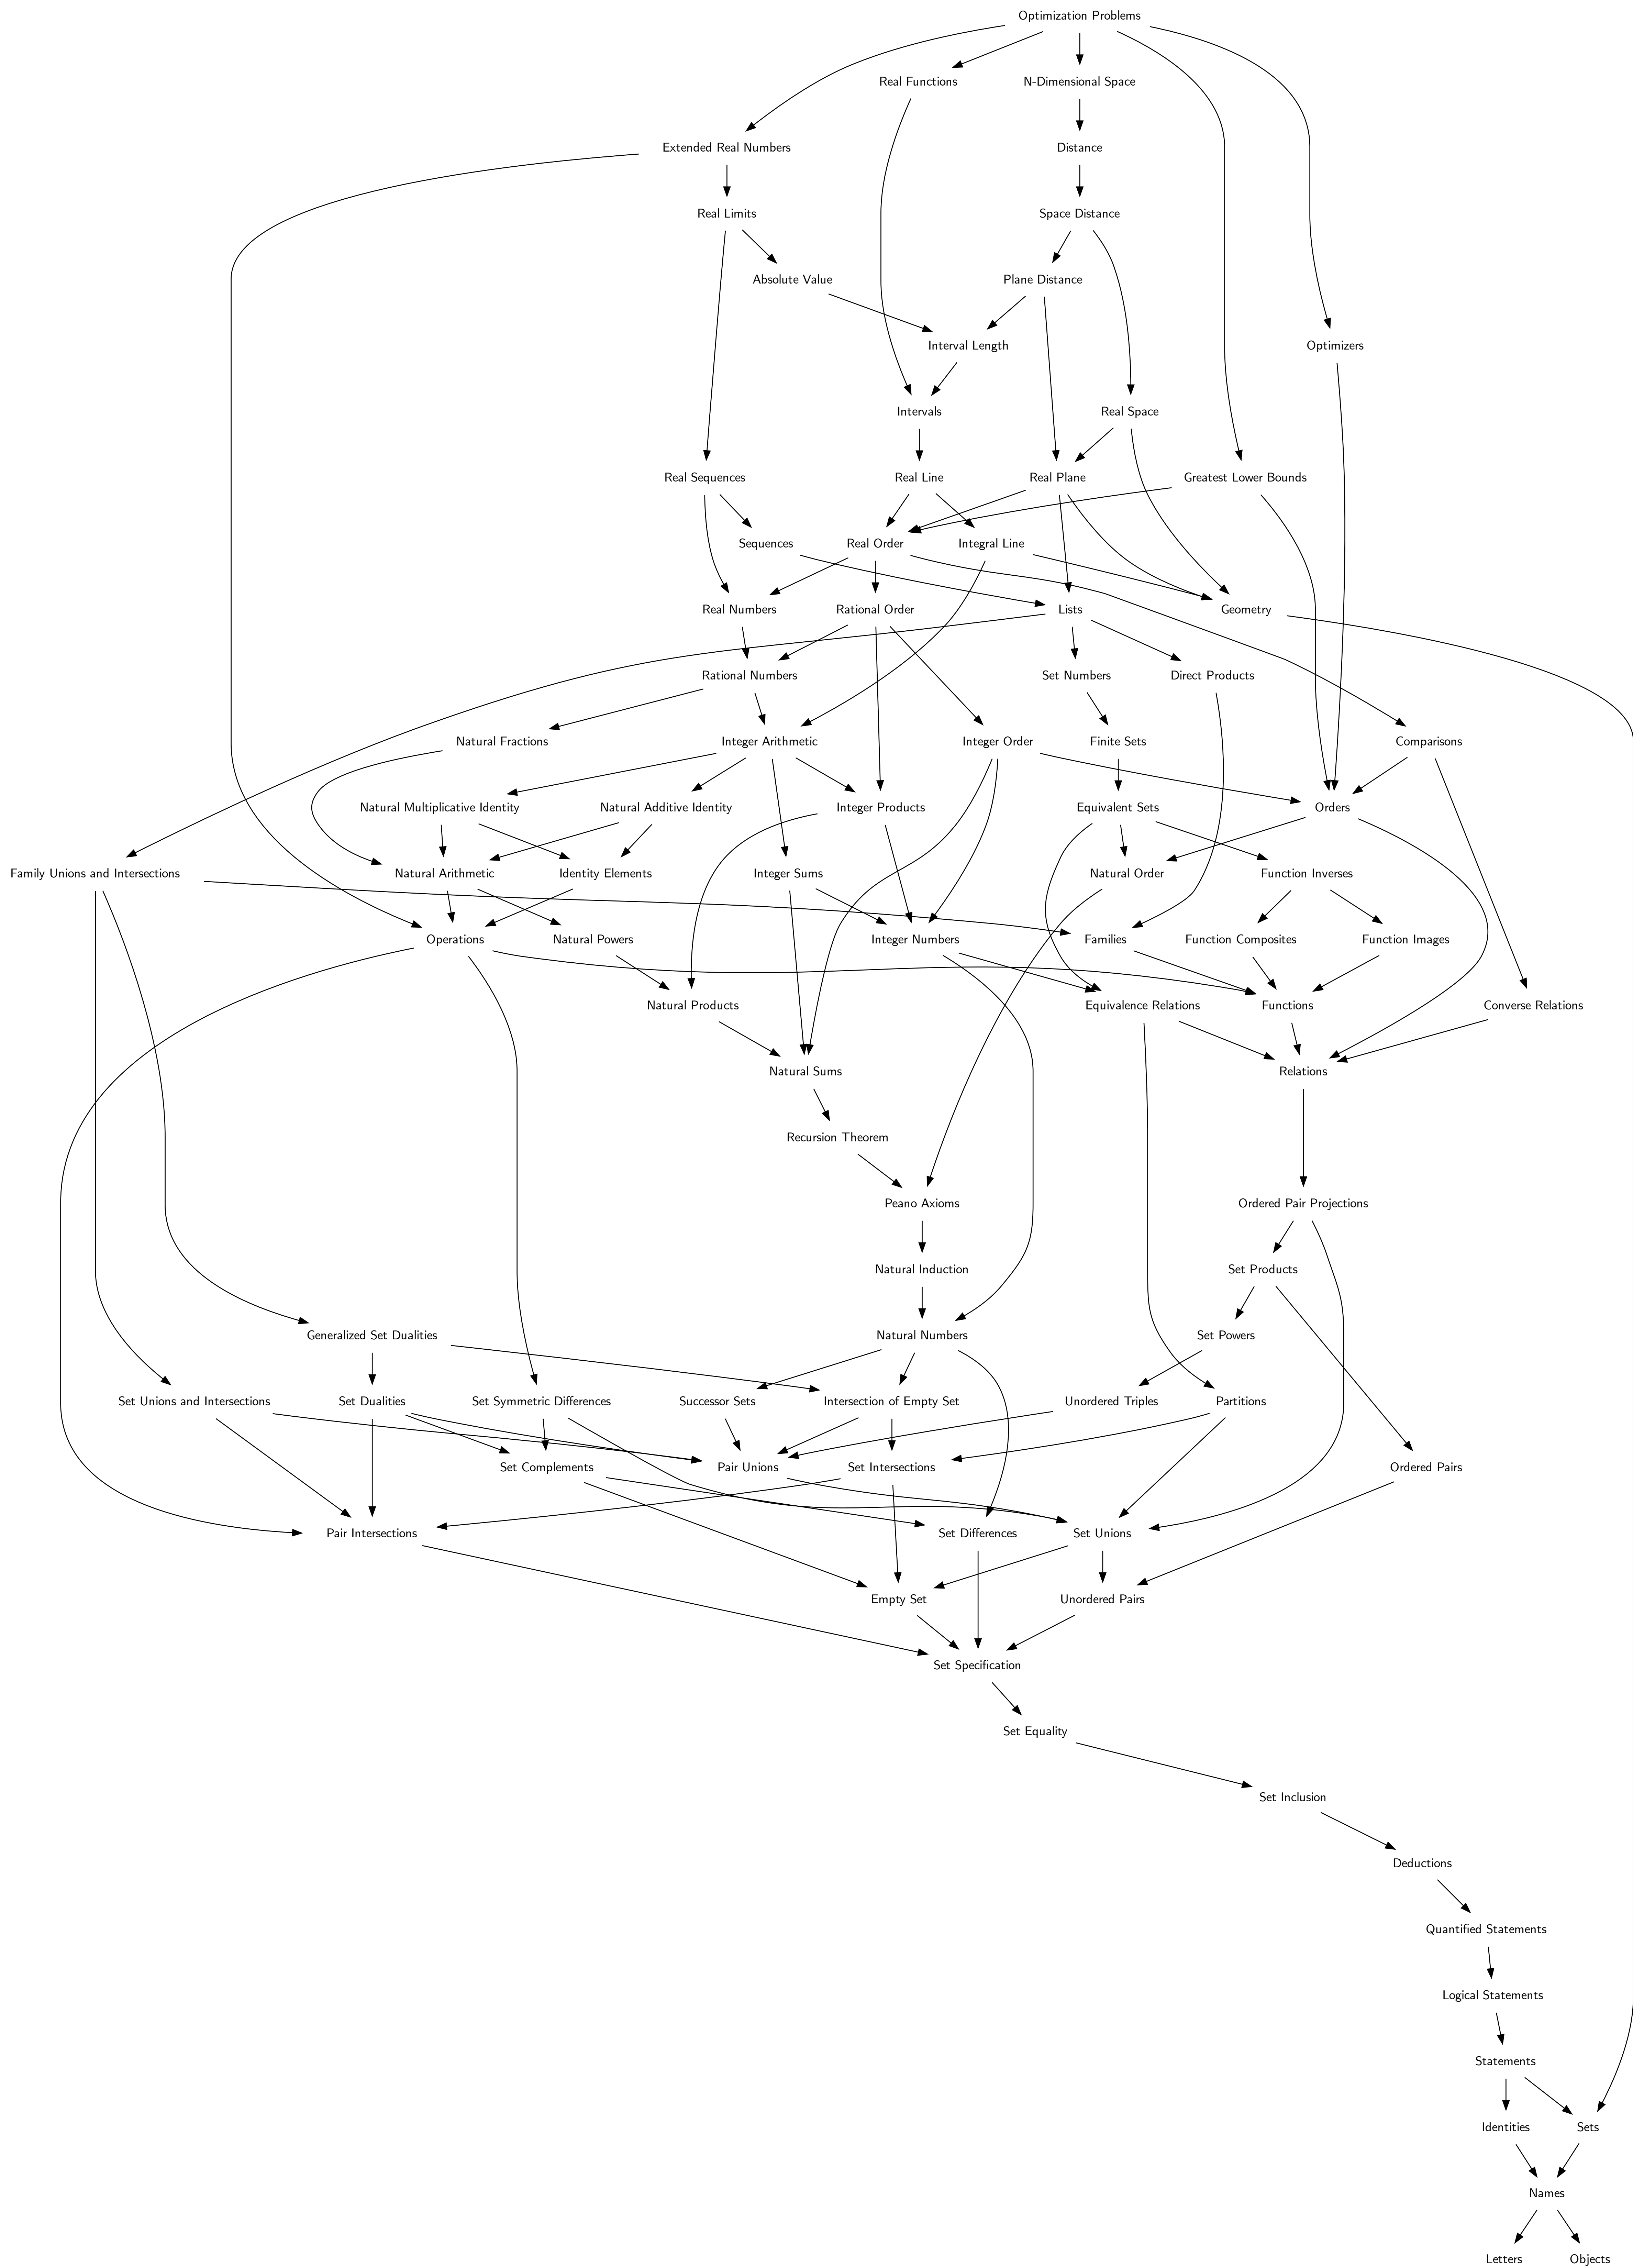 Optimization Problems
Real Functions
N-Dimensional Space
Extended Real Numbers
Distance
Real Limits
Space Distance
Absolute Value
Plane Distance
Interval Length
Optimizers
Intervals
Real Space
Real Sequences
Real Line
Real Plane
Greatest Lower Bounds
Sequences
Real Order
Integral Line
Real Numbers
Rational Order
Lists
Geometry
Rational Numbers
Set Numbers
Direct Products
Natural Fractions
Integer Arithmetic
Integer Order
Finite Sets
Comparisons
Natural Multiplicative Identity
Natural Additive Identity
Integer Products
Equivalent Sets
Orders
Family Unions and Intersections
Natural Arithmetic
Identity Elements
Integer Sums
Natural Order
Function Inverses
Operations
Natural Powers
Integer Numbers
Families
Function Composites
Function Images
Natural Products
Equivalence Relations
Functions
Converse Relations
Natural Sums
Relations
Recursion Theorem
Peano Axioms
Ordered Pair Projections
Natural Induction
Set Products
Generalized Set Dualities
Natural Numbers
Set Powers
Set Unions and Intersections
Set Dualities
Set Symmetric Differences
Successor Sets
Intersection of Empty Set
Unordered Triples
Partitions
Set Complements
Pair Unions
Set Intersections
Ordered Pairs
Pair Intersections
Set Differences
Set Unions
Empty Set
Unordered Pairs
Set Specification
Set Equality
Set Inclusion
Deductions
Quantified Statements
Logical Statements
Statements
Identities
Sets
Names
Letters
Objects